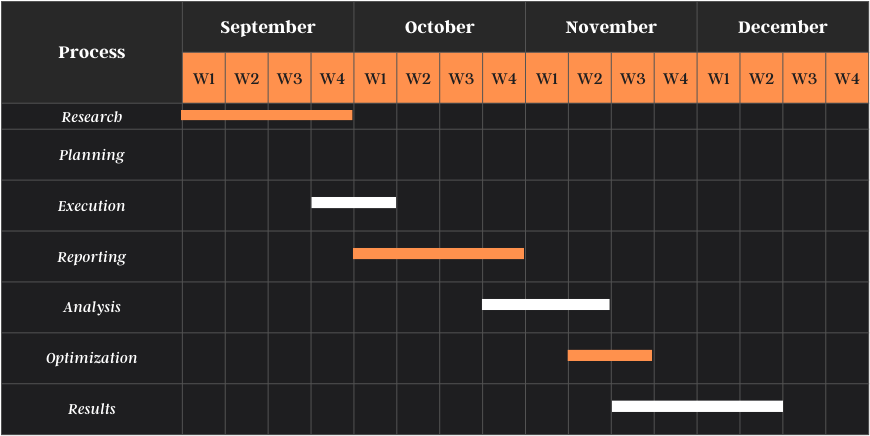 Process
September October November December
W1 W2 W3 W4 W1 W2 W3 W4 W1 W2 W3 W4 W1 W2 W3 W4
Research
Planning
Execution
Reporting
Analysis
Optimization
Results